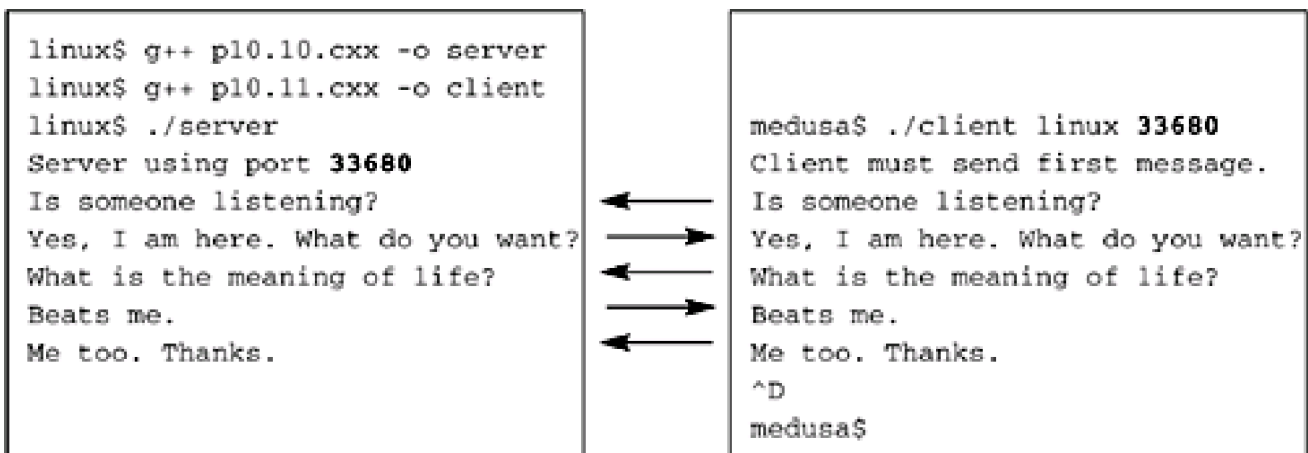 linux$ g++ p10.10.cxx -o server
linux$ g++ p10.11.cxx -o client
linux$ ./server
Server using port 33680
Is someone listening?
Yes, I am here. What do you want?
What is the meaning of life?
Beats me.
Me too. Thanks.
medusa$ ./client linux 33680
Client must send first message.
Is someone listening?
Yes, I am here. What do you want?
What is the meaning of life?
Beats me.
Me too. Thanks.
^D
medusa$